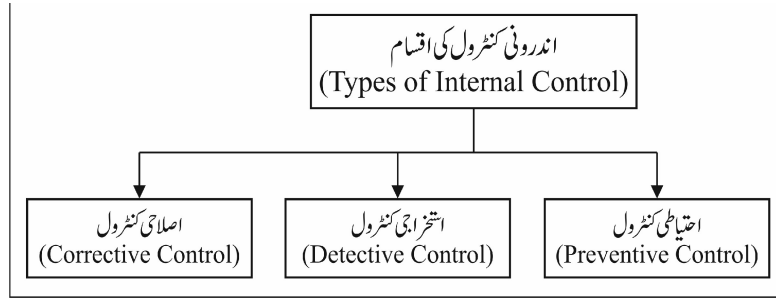 اندرونی کنٹرول کی اقسام
(Types of Internal Control)
احتیاطی کنٹرول
(Preventive Control)
استخراجی کنٹرول
(Detective Control)
اصلاحی کنٹرول
(Corrective Control)